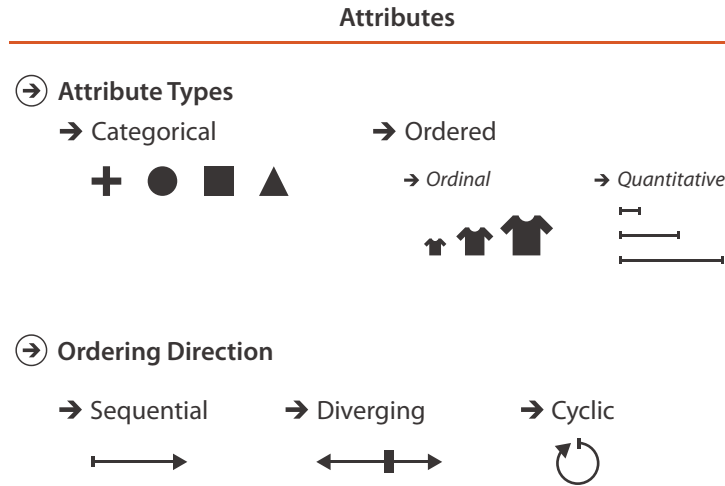 Attributes
Attribute Types
Categorical
Ordered
Ordinal
Quantitative
Ordering Direction
Sequential
Diverging
Cyclic